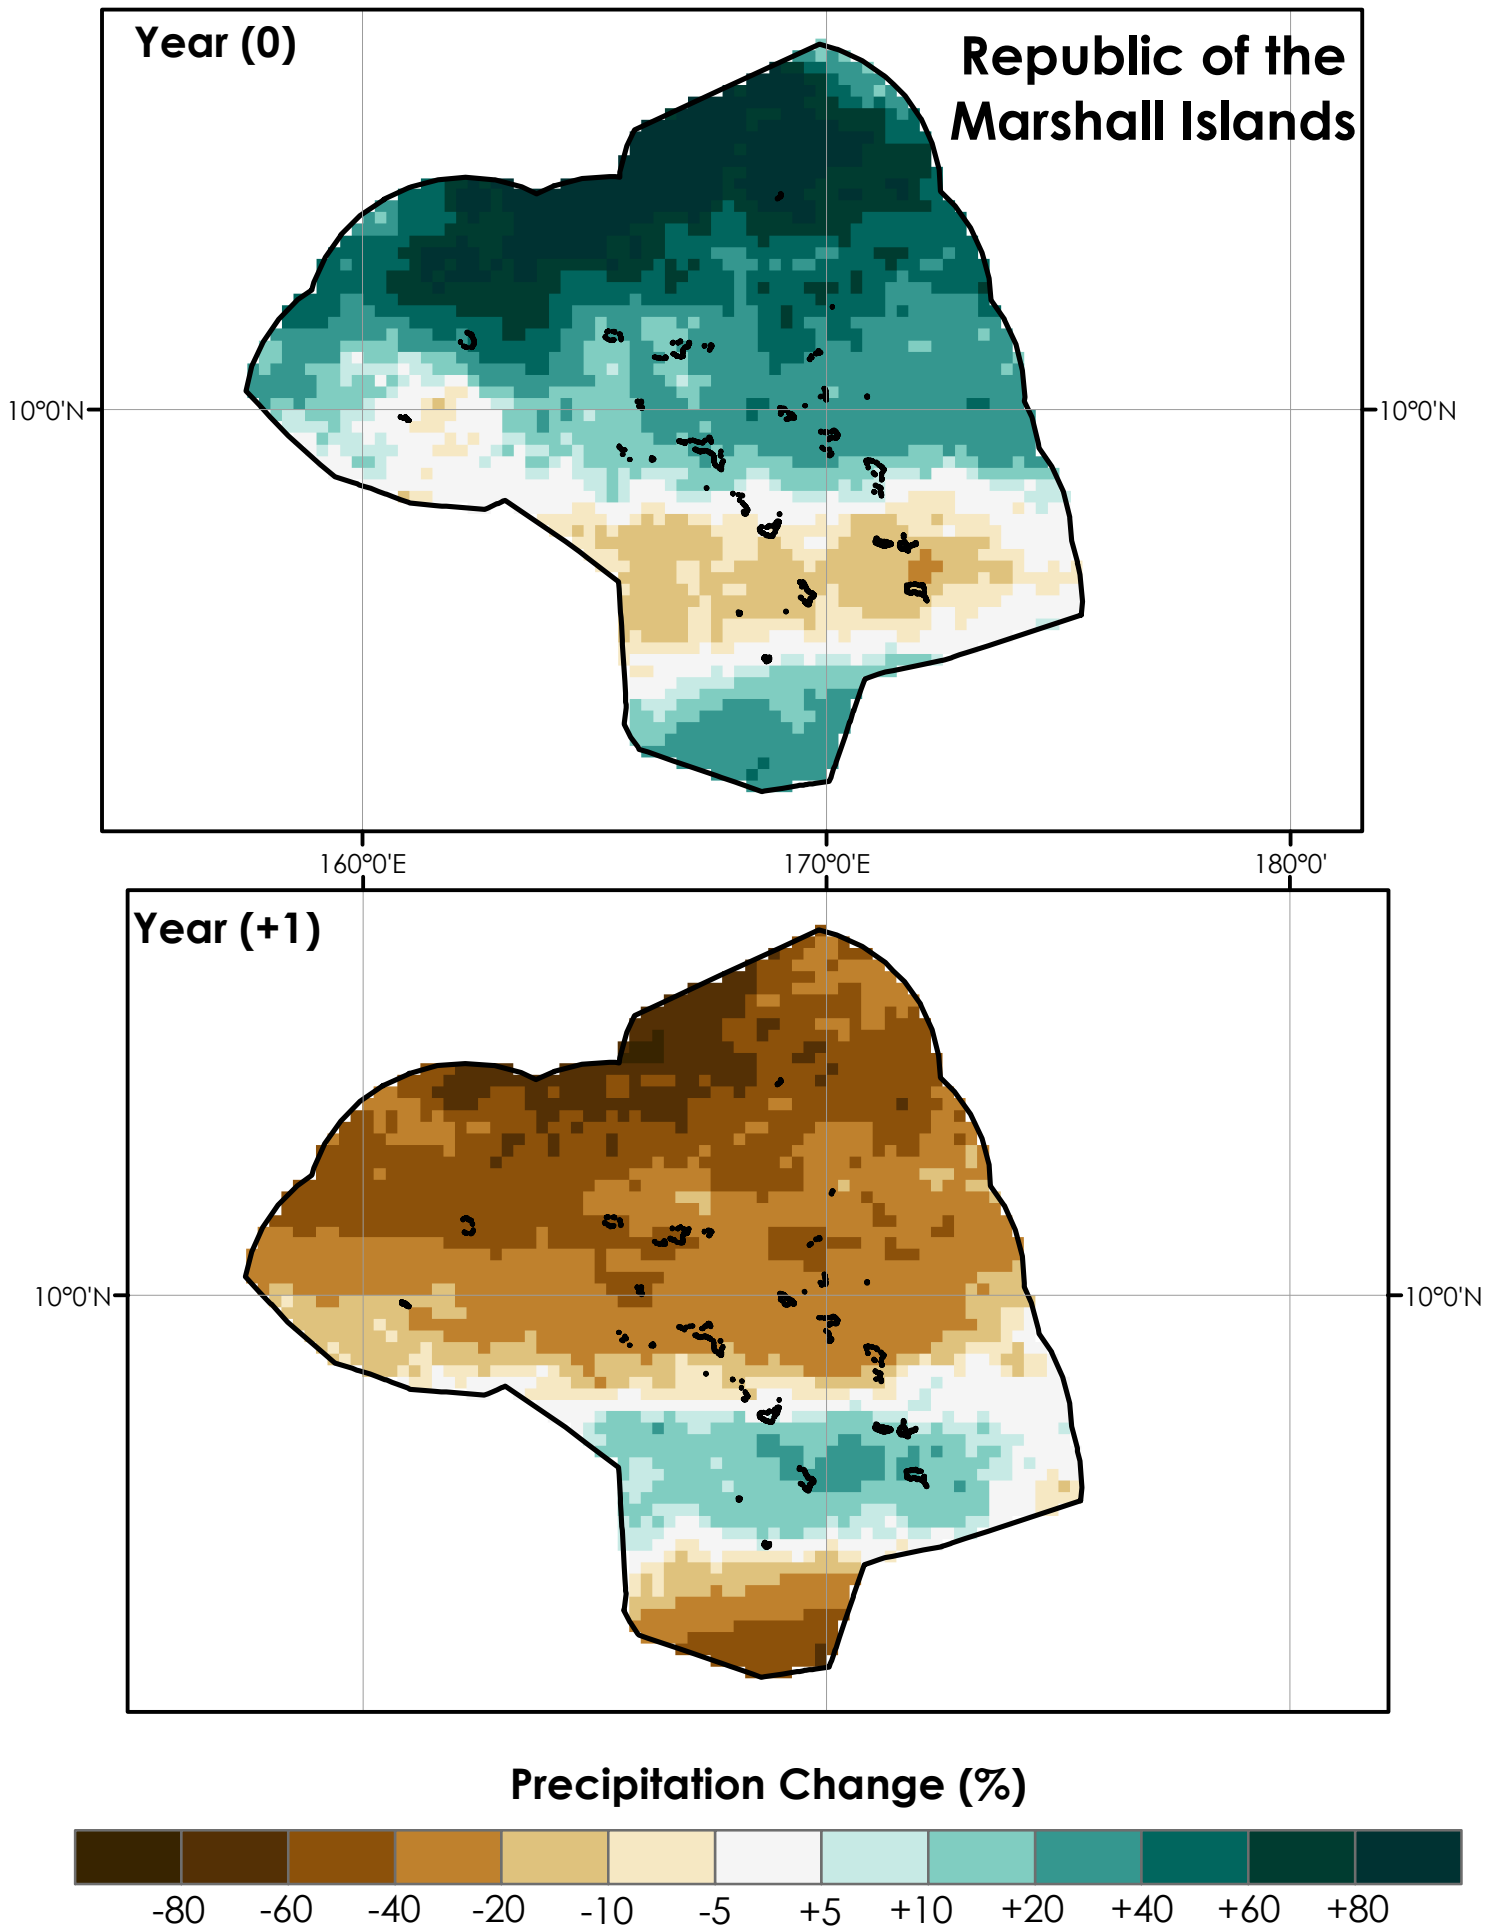 Year (0)
Republic of the
Marshall Islands
10°0'N
10°0'N
160°0'E
170°0'E
180°0'
Year (+1)
10°0'N
10°0'N
Precipitation Change (%)
-80 -60 -40 -20 -10 -5 +5 +10 +20 +40 +60 +80